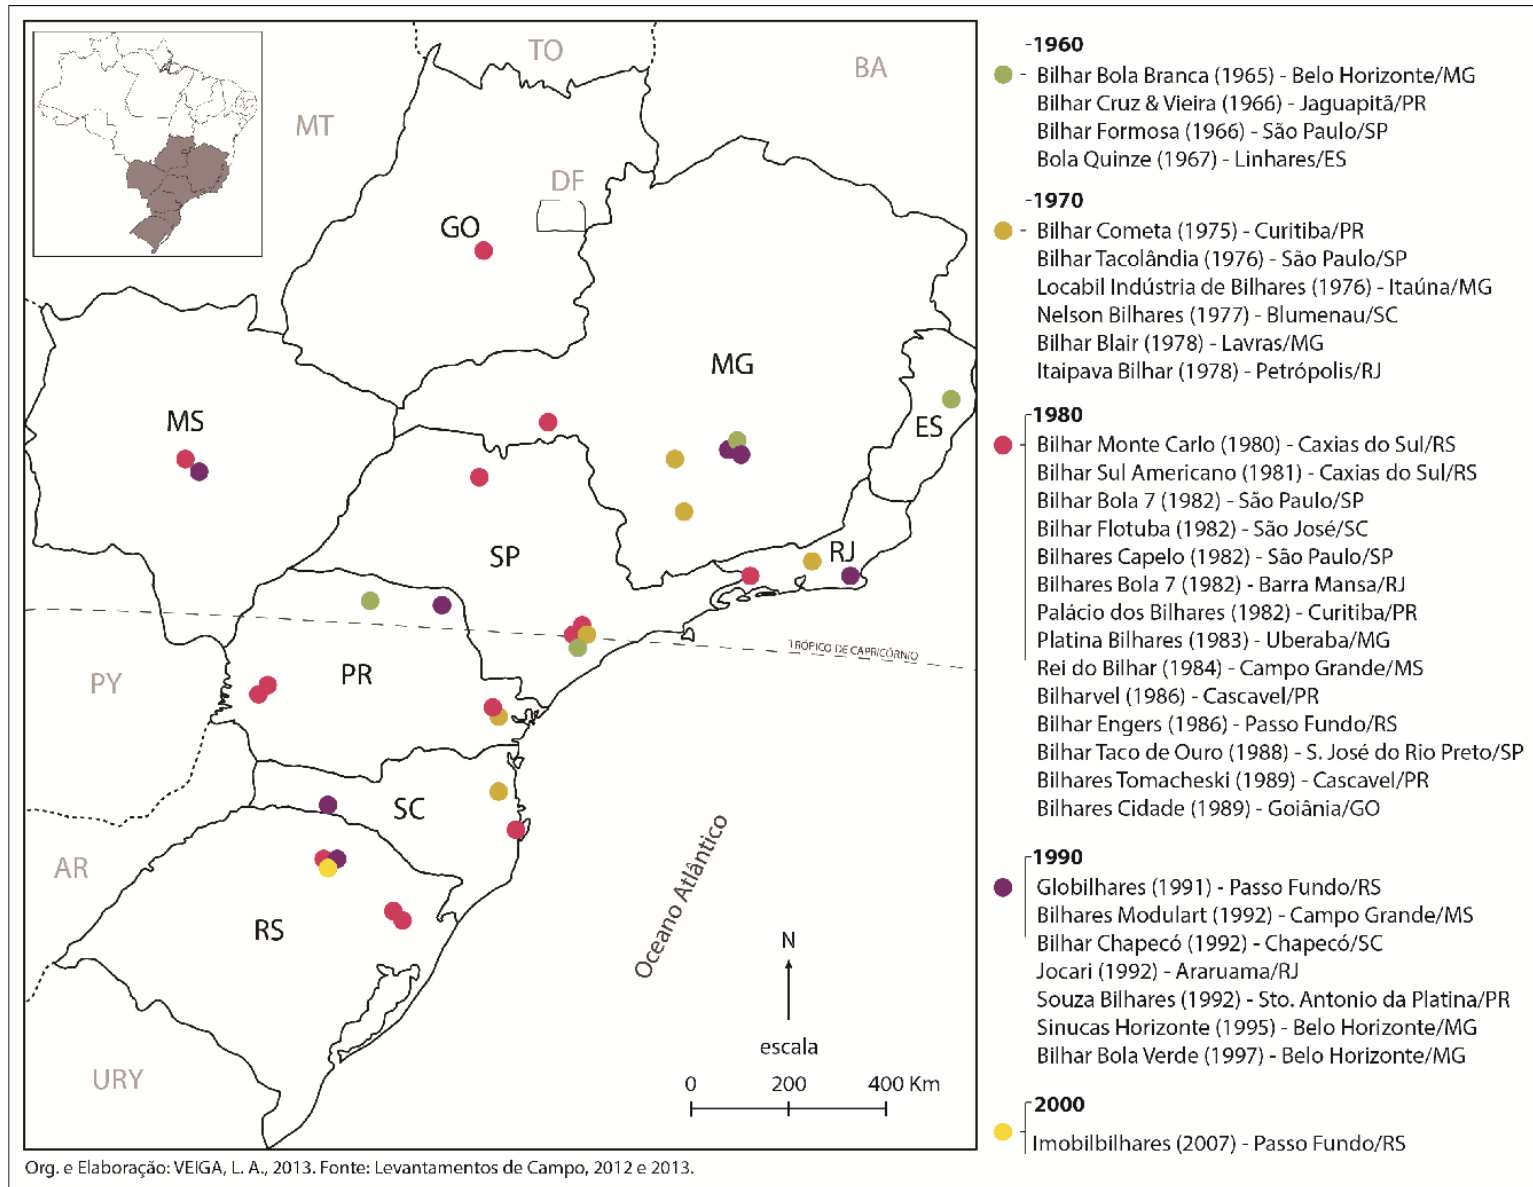 TO
BA
MT
DF
GO
MG
MS
ES
SP
RJ
TRÓPICO DE CAPRICÓRNIO
PY
PR
SC
AR
RS
URY
Oceano Atlântico
N
escala
0 200 400 Km
-1960
- Bilhar Bola Branca (1965) - Belo Horizonte/MG
Bilhar Cruz & Vieira (1966) - Jaguapitã/PR
Bilhar Formosa (1966) - São Paulo/SP
Bola Quinze (1967) - Linhares/ES
-1970
- Bilhar Cometa (1975) - Curitiba/PR
Bilhar Tacolândia (1976) - São Paulo/SP
Locabil Indústria de Bilhares (1976) - Itaúna/MG
Nelson Bilhares (1977) - Blumenau/SC
Bilhar Blair (1978) - Lavras/MG
Itaipava Bilhar (1978) - Petrópolis/RJ
1980
Bilhar Monte Carlo (1980) - Caxias do Sul/RS
Bilhar Sul Americano (1981) - Caxias do Sul/RS
Bilhar Bola 7 (1982) - São Paulo/SP
Bilhar Flotuba (1982) - São José/SC
Bilhares Capelo (1982) - São Paulo/SP
Bilhares Bola 7 (1982) - Barra Mansa/RJ
Palácio dos Bilhares (1982) - Curitiba/PR
Platina Bilhares (1983) - Uberaba/MG
Rei do Bilhar (1984) - Campo Grande/MS
Bilharvel (1986) - Cascavel/PR
Bilhar Engers (1986) - Passo Fundo/RS
Bilhar Taco de Ouro (1988) - S. José do Rio Preto/SP
Bilhares Tomacheski (1989) - Cascavel/PR
Bilhares Cidade (1989) - Goiânia/GO
1990
Globilhares (1991) - Passo Fundo/RS
Bilhares Modulart (1992) - Campo Grande/MS
Bilhar Chapecó (1992) - Chapecó/SC
Jocari (1992) - Araruama/RJ
Souza Bilhares (1992) - Sto. Antonio da Platina/PR
Sinucas Horizonte (1995) - Belo Horizonte/MG
Bilhar Bola Verde (1997) - Belo Horizonte/MG
2000
Imobilbilhares (2007) - Passo Fundo/RS
Org. e Elaboração: VEIGA, L. A., 2013. Fonte: Levantamentos de Campo, 2012 e 2013.